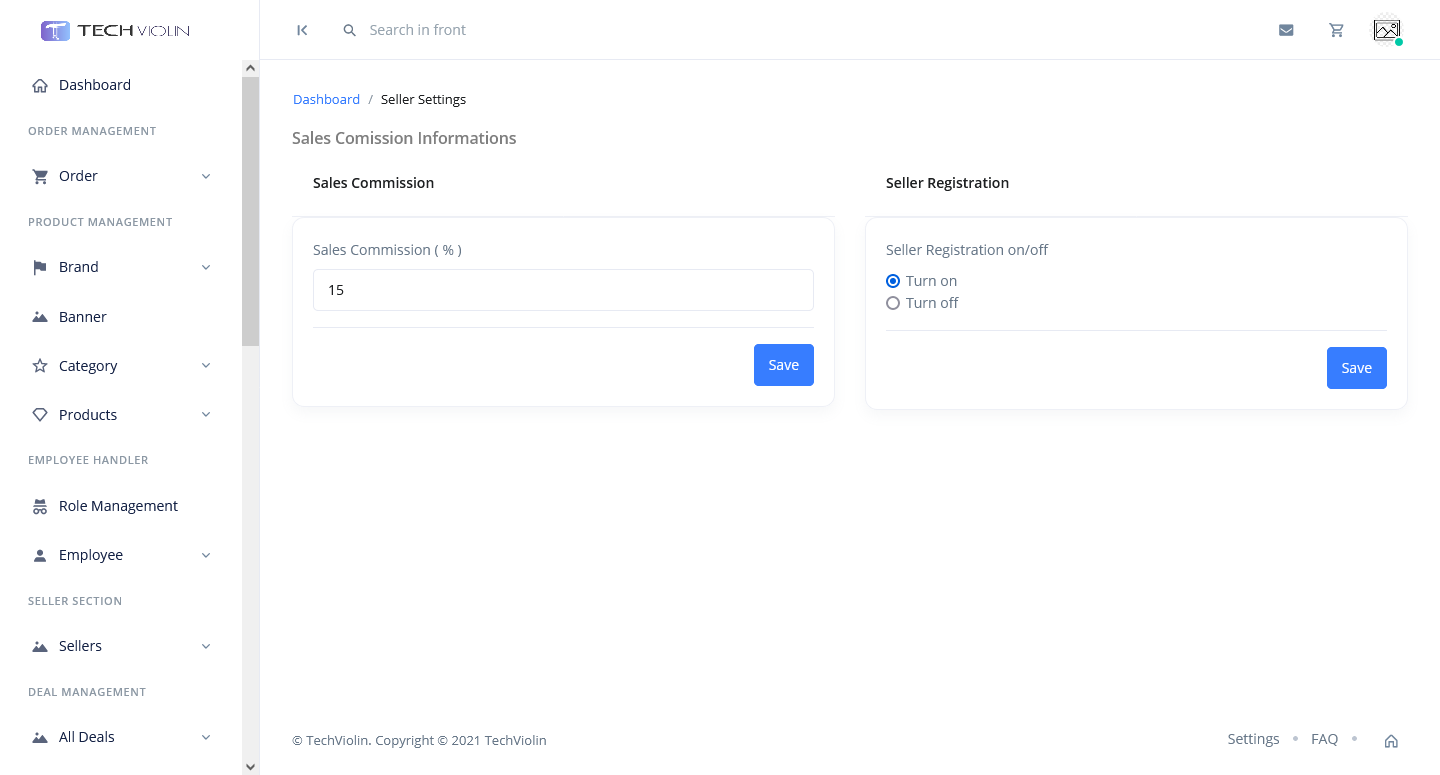 TECH VIOLIN
Search in front
Dashboard
ORDER MANAGEMENT
Order
PRODUCT MANAGEMENT
Brand
Banner
Category
Products
EMPLOYEE HANDLER
Role Management
Employee
SELLER SECTION
Sellers
DEAL MANAGEMENT
All Deals
Dashboard / Seller Settings
Sales Comission Informations
Sales Commission
Sales Commission ( % )
15
Save
Seller Registration
Seller Registration on/off
Turn on
Turn off
Save
© TechViolin. Copyright © 2021 TechViolin
Settings • FAQ •